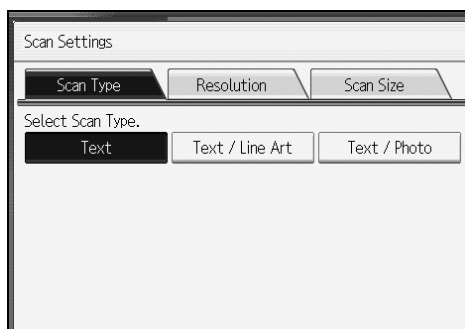 Scan Settings
Scan Type Resolution Scan Size
Select Scan Type.
Text Text / Line Art Text / Photo